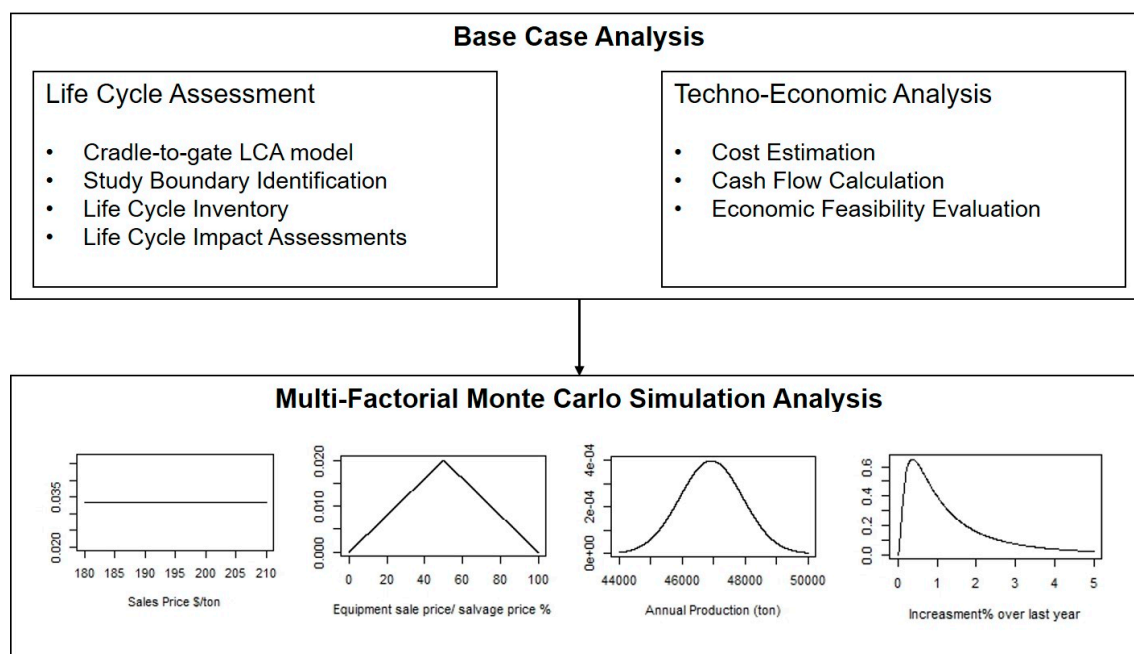 Base Case Analysis
Life Cycle Assessment
• Cradle-to-gate LCA model
• Study Boundary Identification
• Life Cycle Inventory
• Life Cycle Impact Assessments
Techno-Economic Analysis
• Cost Estimation
• Cash Flow Calculation
• Economic Feasibility Evaluation
Multi-Factorial Monte Carlo Simulation Analysis
0.020 0.035
180 185 190 195 200 205 210
Sales Price $/ton
0.000 0.010 0.020
0 20 40 60 80 100
Equipment sale price/ salvage price %
0e+00 2e-04 4e-04
44000 46000 48000 50000
Annual Production (ton)
0.0 0.2 0.4 0.6
0 1 2 3 4 5
Increasment% over last year